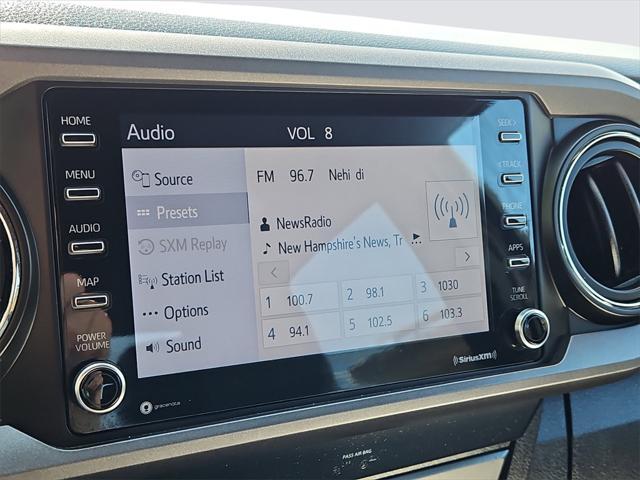 HOME
MENU
AUDIO
MAP
POWER
VOLUME
Audio VOL 8
Source
Presets
SXM Replay
Station List
Options
Sound
FM 96.7 Nehi di
NewsRadio
New Hampshire's News, Tr ...
1 100.7 2 98.1 3 1030
4 94.1 5 102.5 6 103.3
SEEK >
< TRACK
PHONE
APPS
TUNE
SCROLL
gracenote
((SiriusXM))
PASS AIR BAG